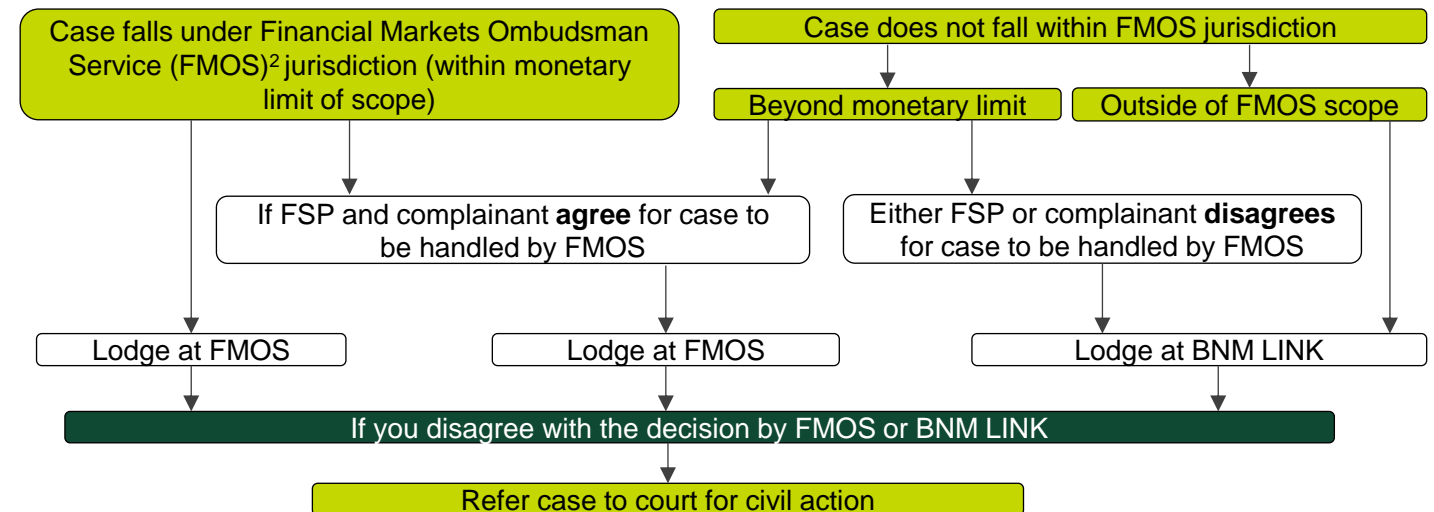 Case falls under Financial Markets Ombudsman
Service (FMOS)² jurisdiction (within monetary
limit of scope)
Case does not fall within FMOS jurisdiction
Beyond monetary limit
Outside of FMOS scope
If FSP and complainant agree for case to
be handled by FMOS
Either FSP or complainant disagrees
for case to be handled by FMOS
Lodge at FMOS
Lodge at FMOS
Lodge at BNM LINK
If you disagree with the decision by FMOS or BNM LINK
Refer case to court for civil action